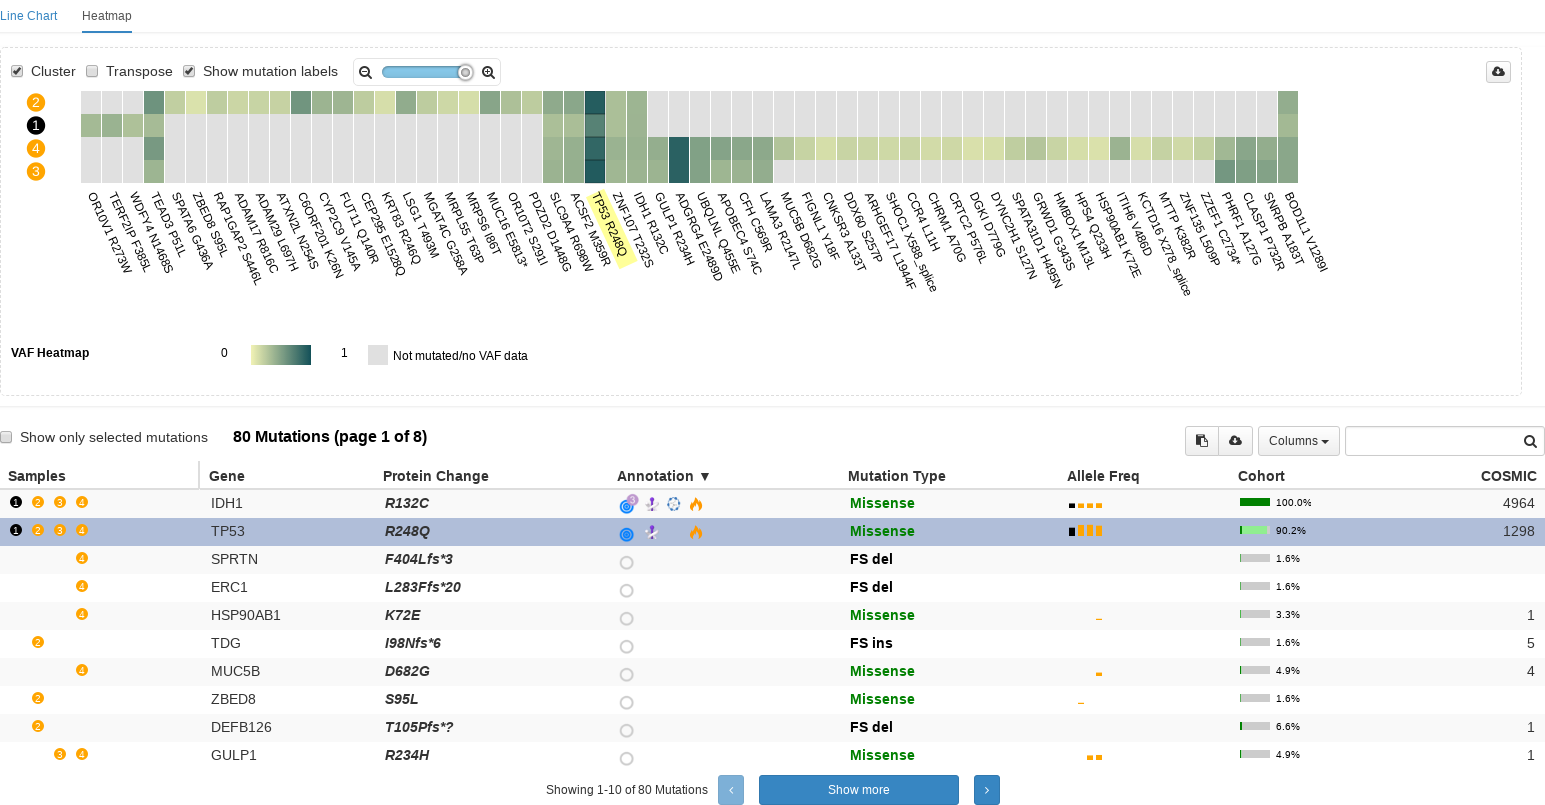 Line Chart Heatmap
Cluster Transpose Show mutation labels
2
1
4
3
OR10V1 R273W
TERF2IP F385L
WDFY4 N1468S
TEAD3 P51L
SPATA6 G436A
ZBED8 S95L
RAP1GAP2 S446L
ADAM17 R816C
ADAM29 L697H
ATXN2L N254S
C6ORF201 K26N
CYP2C9 V145A
FUT11 Q140R
CEP295 E1528Q
KRT83 R246Q
LSG1 T493M
MGAT4C G258A
MRPL55 T63P
MRPS6 I86T
MUC16 E5813*
OR10T2 S291I
PDZD2 D1448G
SLC9A4 R698W
ACSF2 M359R
TP53 R248Q
ZNF107 T232S
IDH1 R132C
GULP1 R234H
ADGRG4 E2489D
UBQLNL Q455E
APOBEC4 S74C
CFH C569R
LAMA3 R2147L
MUC5B D682G
FIGNL1 Y18F
CNKSR3 A133T
DDX60 S257P
ARHGEF17 L1944F
SHOC1 X598_splice
CCR4 L11H
CHRM1 A70G
CRTC2 P576L
DGKI D779G
DYNC2H1 S127N
SPATA31D1 H495N
GRWD1 G343S
HMBOX1 M13L
HPS4 Q233H
HSP90AB1 K72E
ITIH6 V486D
KCTD16 X278_splice
MTTP K382R
ZNF135 L509P
ZZEF1 C2734*
PHRF1 A127G
CLASP1 P732R
SNRPB A183T
BOD1L1 V1289I
VAF Heatmap 0 1 Not mutated/no VAF data
Show only selected mutations 80 Mutations (page 1 of 8) Columns
Samples Gene Protein Change Annotation ▼ Mutation Type Allele Freq Cohort COSMIC
1 2 3 4 IDH1 R132C 3 Missense 100.0% 4964
1 2 3 4 TP53 R248Q Missense 90.2% 1298
4 SPRTN F404Lfs*3 FS del 1.6%
4 ERC1 L283Ffs*20 FS del 1.6%
4 HSP90AB1 K72E Missense 3.3% 1
2 TDG I98Nfs*6 FS ins 1.6% 5
4 MUC5B D682G Missense 4.9% 4
2 ZBED8 S95L Missense 1.6%
2 DEFB126 T105Pfs*? FS del 6.6% 1
3 4 GULP1 R234H Missense 4.9% 1
Showing 1-10 of 80 Mutations ‹ Show more ›